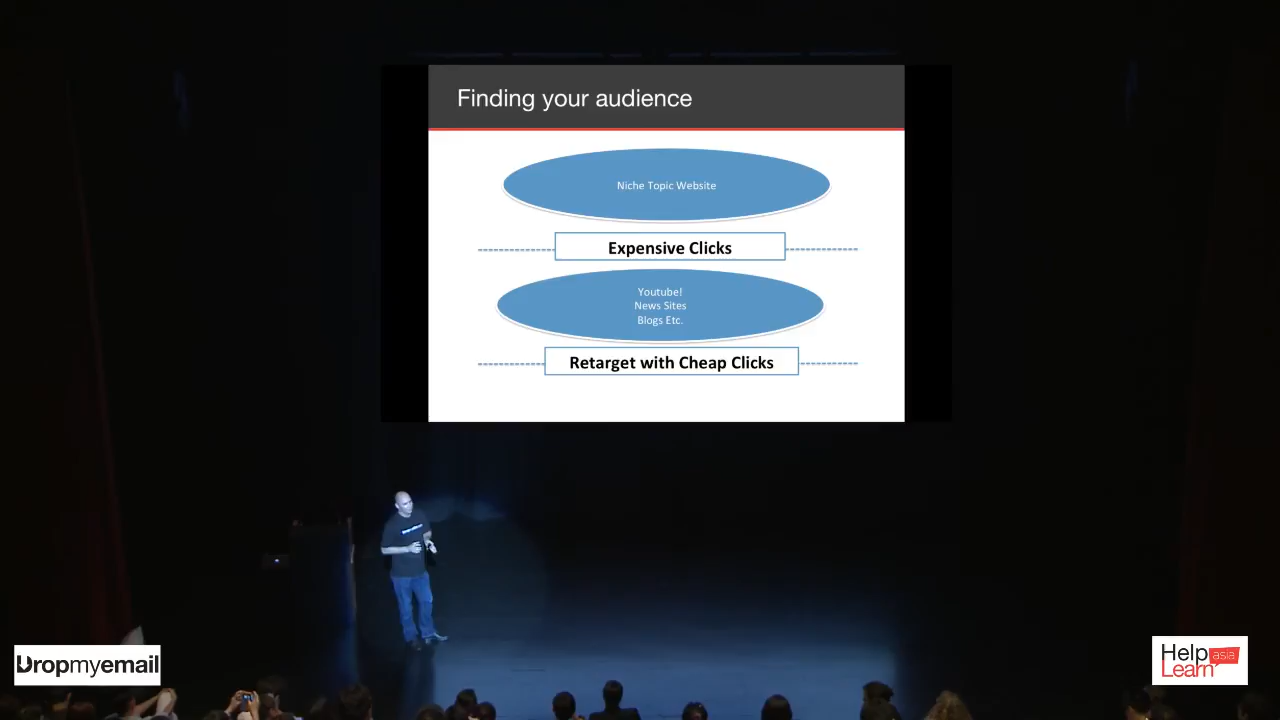 Finding your audience
Niche Topic Website
Expensive Clicks
Youtube!
News Sites
Blogs Etc.
Retarget with Cheap Clicks
Dropmyemail
Help asia
Learn